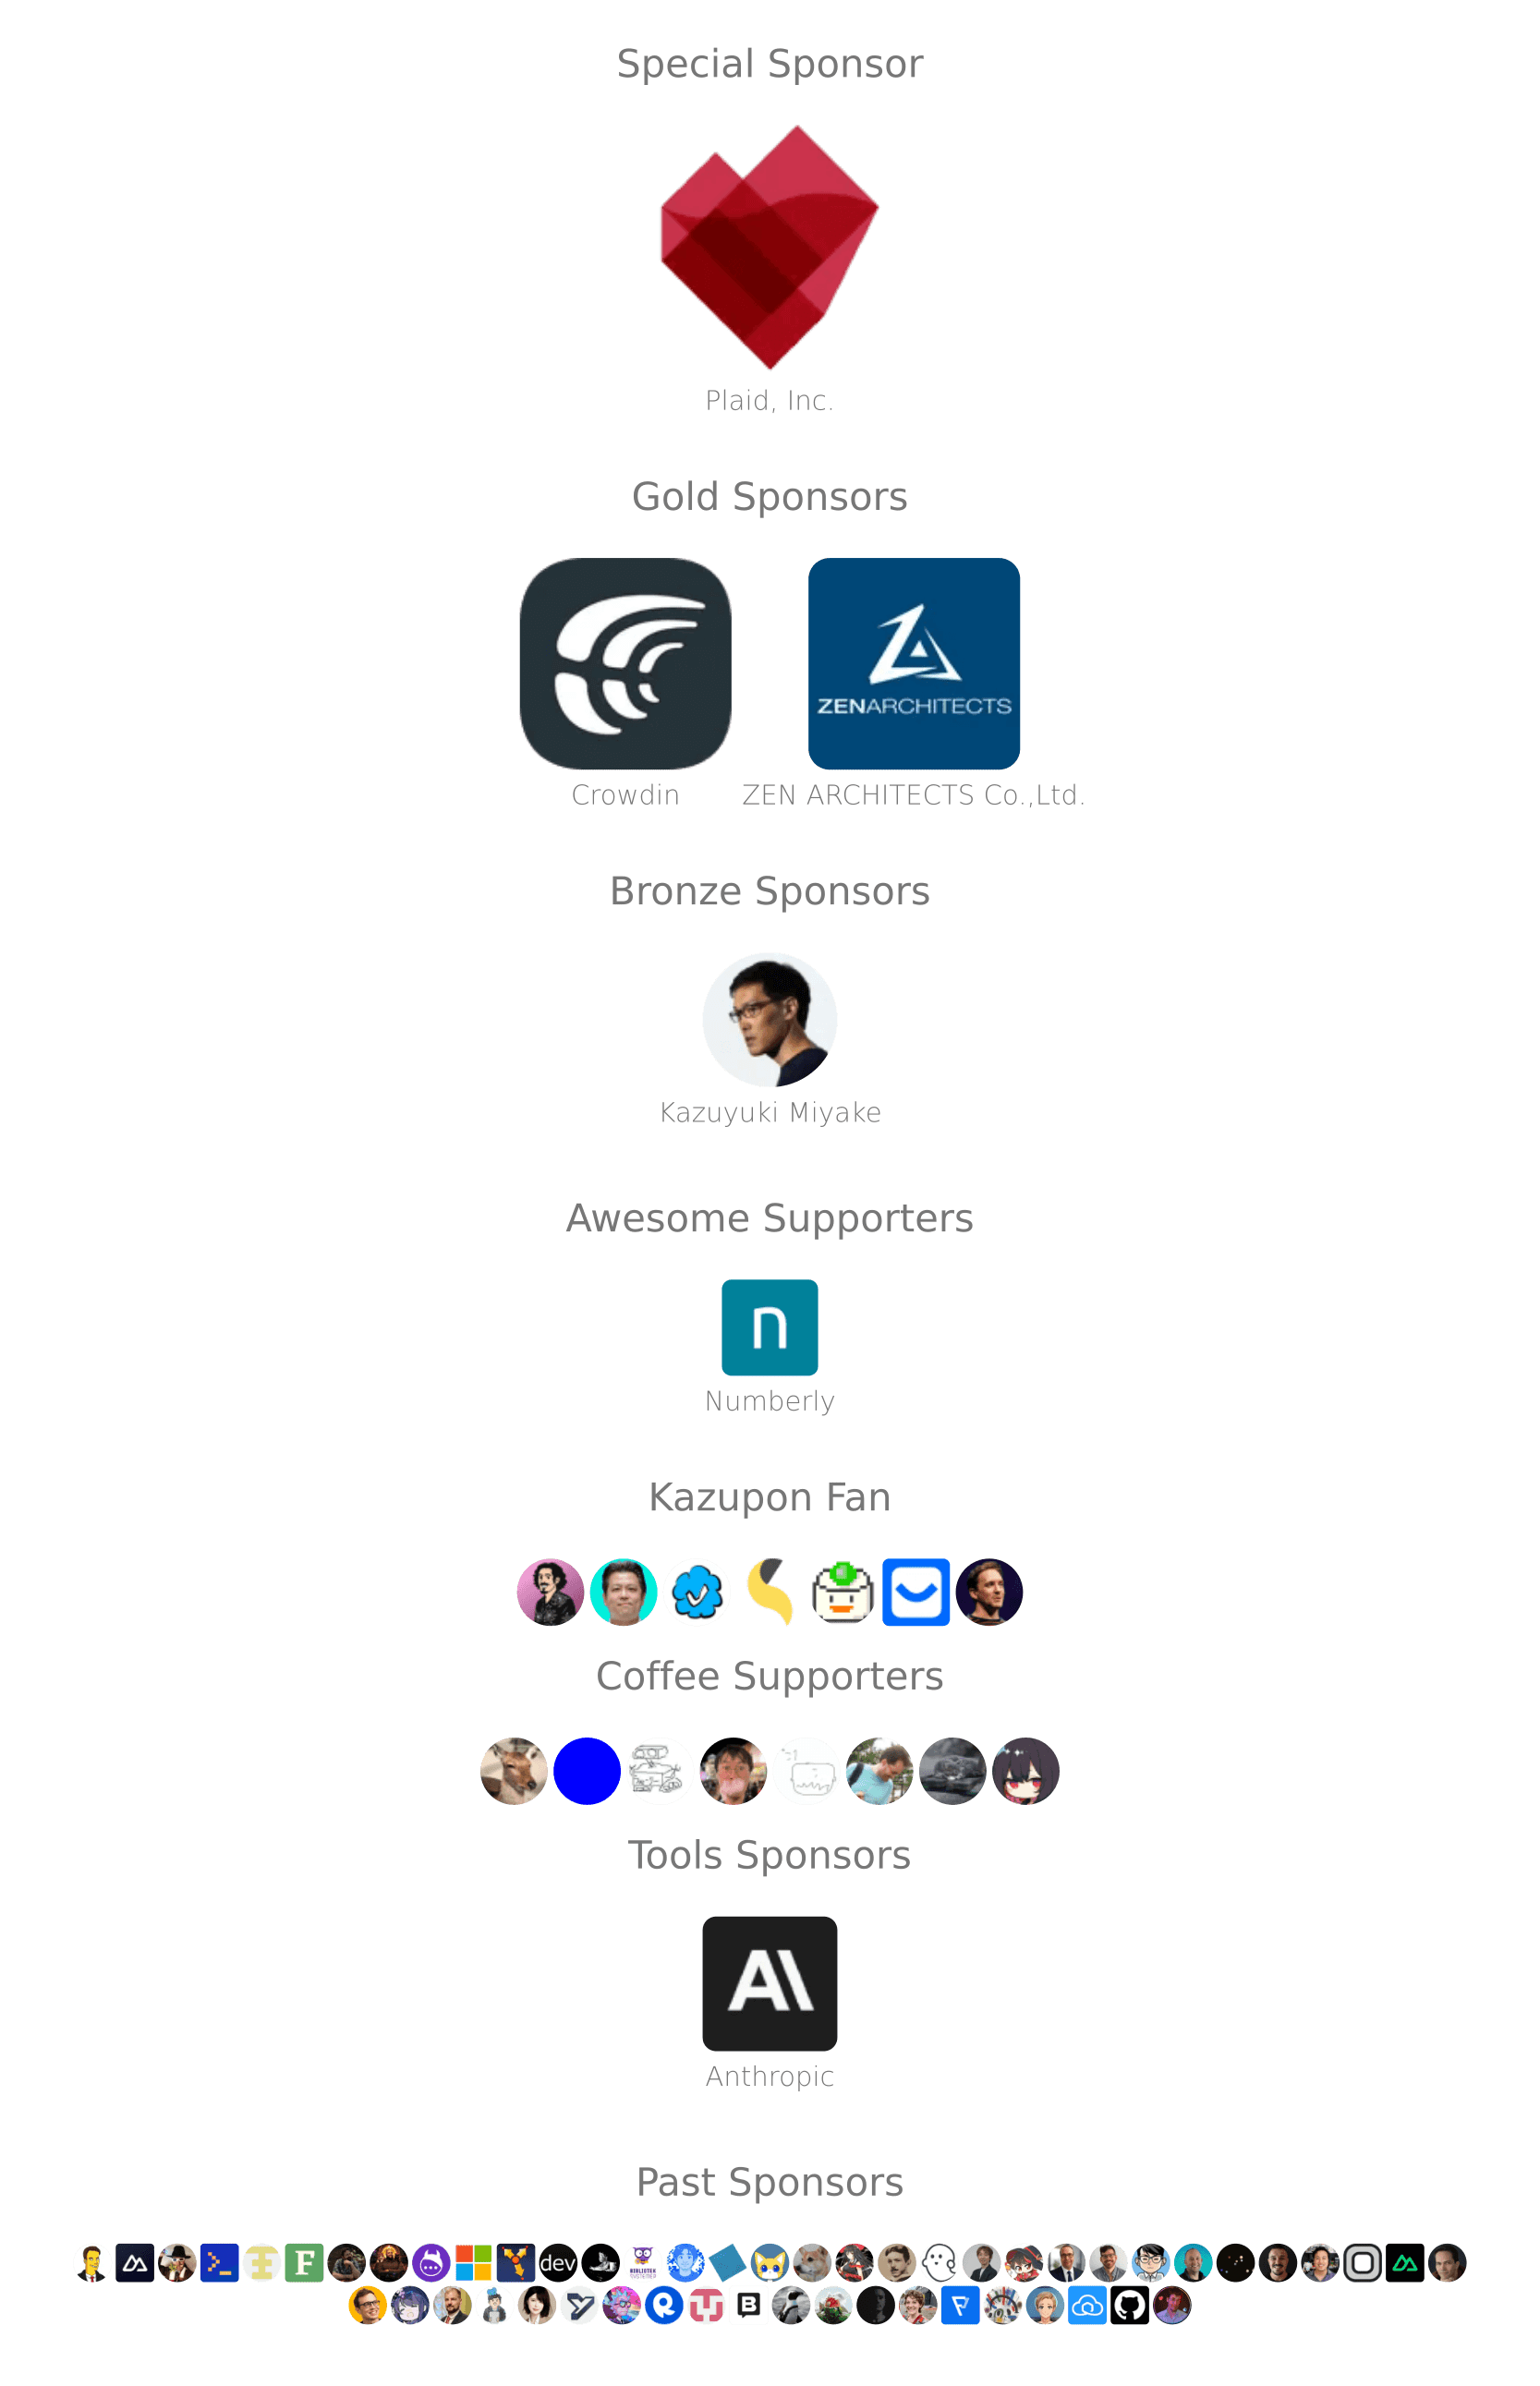 Special Sponsor
Plaid, Inc.
Gold Sponsors
ZENARCHITECTS
Crowdin
ZEN ARCHITECTS Co.,Ltd.
Bronze Sponsors
Kazuyuki Miyake
Awesome Supporters
n
Numberly
Kazupon Fan
Coffee Supporters
Tools Sponsors
A\
Anthropic
Past Sponsors
F
dev
B